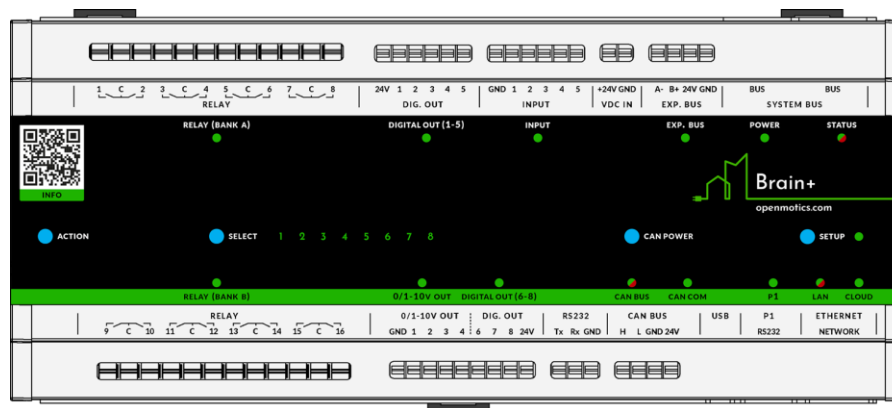 1 C 2 3 C 4 5 C 6 7 C 8 24V 1 2 3 4 5 GND 1 2 3 4 5 +24V GND A- B+ 24V GND BUS BUS
RELAY DIG. OUT INPUT VDC IN EXP. BUS SYSTEM BUS
RELAY (BANK A) DIGITAL OUT (1-5) INPUT EXP. BUS POWER STATUS
INFO
Brain+
openmotics.com
ACTION SELECT 1 2 3 4 5 6 7 8 CAN POWER SETUP
RELAY (BANK B) 0/1-10V OUT DIGITAL OUT (6-8) CAN BUS CAN COM P1 LAN CLOUD
RELAY 0/1-10V OUT DIG. OUT RS232 CAN BUS USB P1 ETHERNET
9 C 10 11 C 12 13 C 14 15 C 16 GND 1 2 3 4 6 7 8 24V Tx Rx GND H L GND 24V RS232 NETWORK